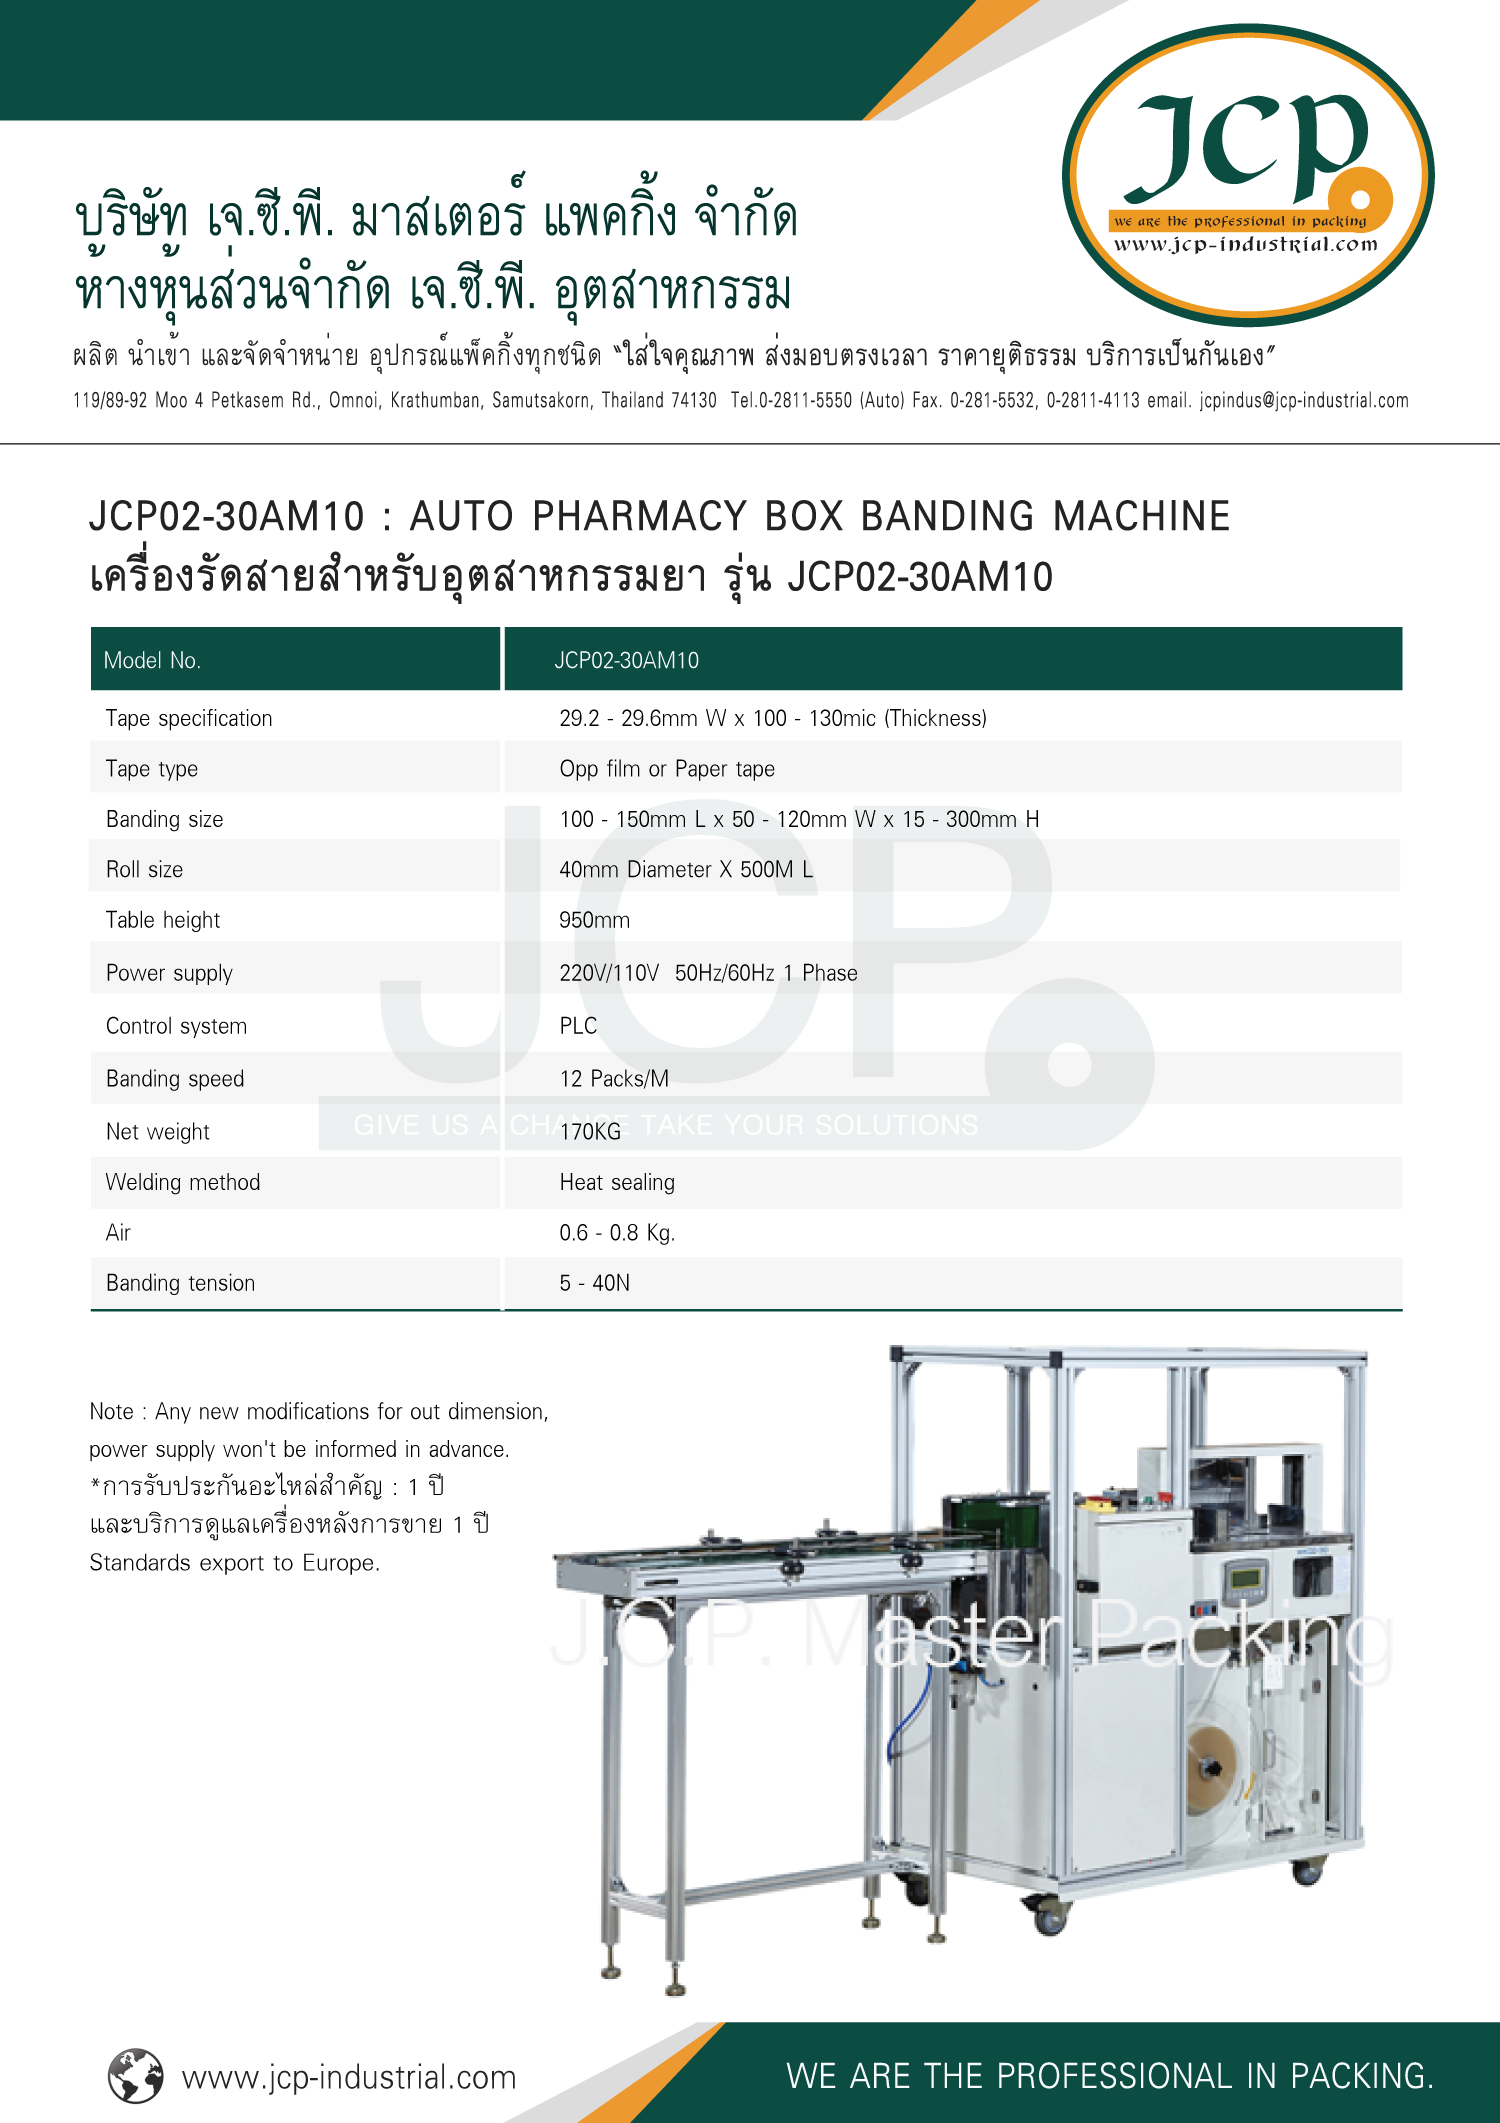 JCP
we are the professional in packing
www.jcp-industrial.com
บริษัท เจ.ซี.พี. มาสเตอร์ แพคกิ้ง จำกัด
ห้างหุ้นส่วนจำกัด เจ.ซี.พี. อุตสาหกรรม
ผลิต นำเข้า และจัดจำหน่าย อุปกรณ์แพ็คกิ้งทุกชนิด "ใส่ใจคุณภาพ ส่งมอบตรงเวลา ราคายุติธรรม บริการเป็นกันเอง"
119/89-92 Moo 4 Petkasem Rd., Omnoi, Krathumban, Samutsakorn, Thailand 74130 Tel.0-2811-5550 (Auto) Fax. 0-281-5532, 0-2811-4113 email. jcpindus@jcp-industrial.com
JCP02-30AM10 : AUTO PHARMACY BOX BANDING MACHINE
เครื่องรัดสายสำหรับอุตสาหกรรมยา รุ่น JCP02-30AM10
Model No. JCP02-30AM10
Tape specification 29.2 - 29.6mm W x 100 - 130mic (Thickness)
Tape type Opp film or Paper tape
Banding size 100 - 150mm L x 50 - 120mm W x 15 - 300mm H
Roll size 40mm Diameter X 500M L
Table height 950mm
Power supply 220V/110V 50Hz/60Hz 1 Phase
Control system PLC
Banding speed 12 Packs/M
Net weight 170KG
Welding method Heat sealing
Air 0.6 - 0.8 Kg.
Banding tension 5 - 40N
JCP
GIVE US A CHANCE TAKE YOUR SOLUTIONS
Note : Any new modifications for out dimension,
power supply won't be informed in advance.
*การรับประกันอะไหล่สำคัญ : 1 ปี
และบริการดูแลเครื่องหลังการขาย 1 ปี
Standards export to Europe.
J.C.P. Master Packing
www.jcp-industrial.com
WE ARE THE PROFESSIONAL IN PACKING.